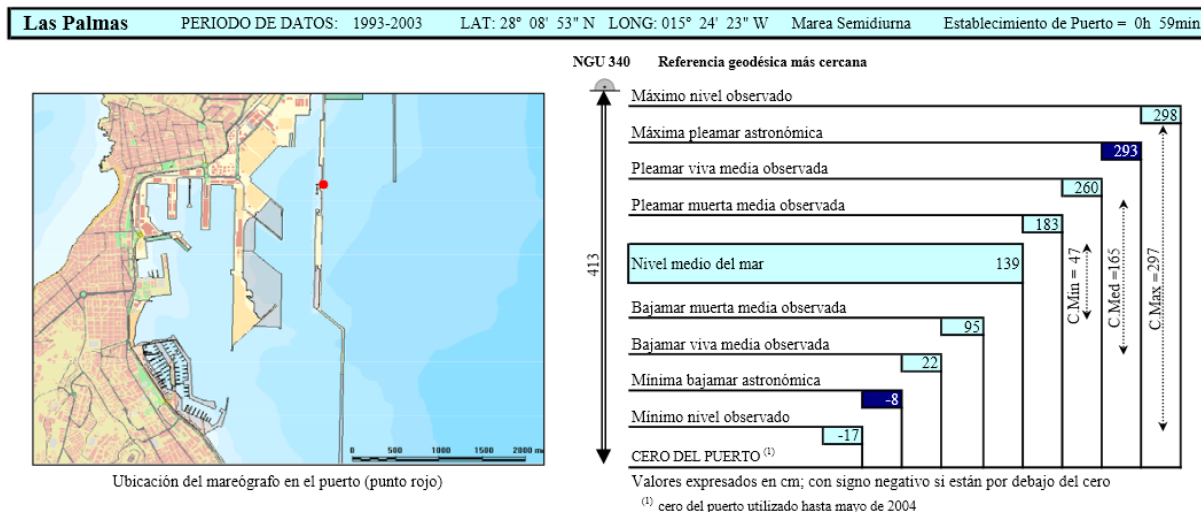 Las Palmas PERIODO DE DATOS: 1993-2003 LAT: 28° 08' 53" N LONG: 015° 24' 23" W Marea Semidiurna Establecimiento de Puerto = 0h 59min
NGU 340 Referencia geodésica más cercana
Máximo nivel observado
298
Máxima pleamar astronómica
293
Pleamar viva media observada
260
Pleamar muerta media observada
183
Nivel medio del mar 139
Bajamar muerta media observada
95
Bajamar viva media observada
22
Mínima bajamar astronómica
-8
Mínimo nivel observado
-17
CERO DEL PUERTO (1)
413
C.Min = 47
C.Med =165
C.Max =297
0 500 1000 1500 2000 me
Ubicación del mareógrafo en el puerto (punto rojo)
Valores expresados en cm; con signo negativo si están por debajo del cero
(1) cero del puerto utilizado hasta mayo de 2004